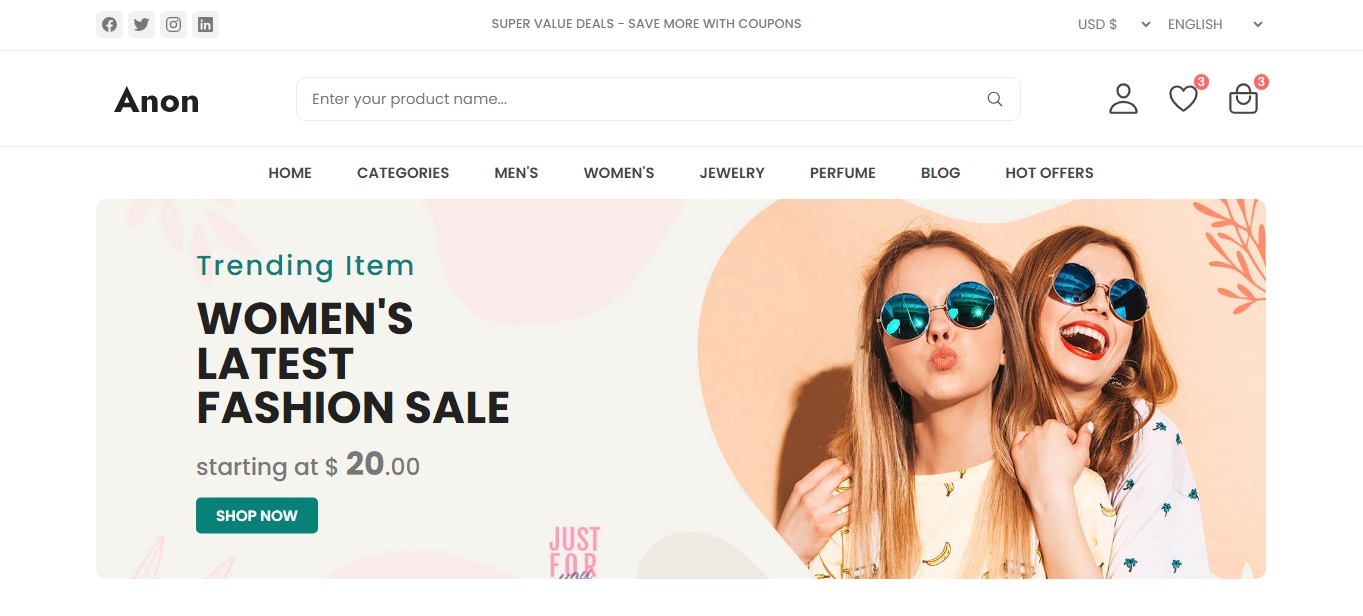 SUPER VALUE DEALS - SAVE MORE WITH COUPONS
USD $
ENGLISH
Anon
Enter your product name...
3
3
HOME
CATEGORIES
MEN'S
WOMEN'S
JEWELRY
PERFUME
BLOG
HOT OFFERS
Trending Item
WOMEN'S
LATEST
FASHION SALE
starting at $ 20.00
SHOP NOW
JUST
FOR
you